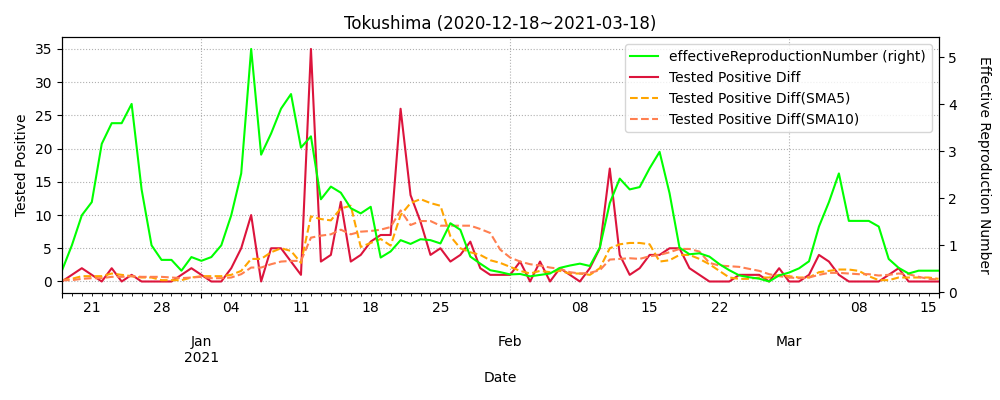 Tokushima (2020-12-18~2021-03-18)
effectiveReproductionNumber (right)
Tested Positive Diff
Tested Positive Diff(SMA5)
Tested Positive Diff(SMA10)
Tested Positive
35
30
25
20
15
10
5
0
5
4
3
2
1
0
Effective Reproduction Number
21 28 04 11 18 25 08 15 22 08 15
Jan Feb Mar
2021
Date